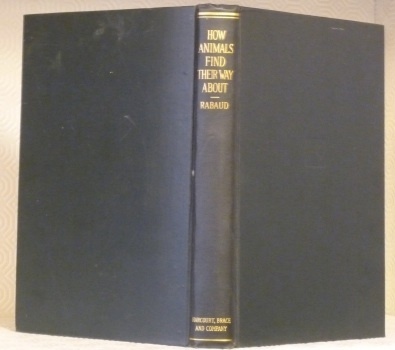 HOW
ANIMALS
FIND
THEIR WAY
ABOUT
RABAUD
HARCOURT, BRACE
AND COMPANY